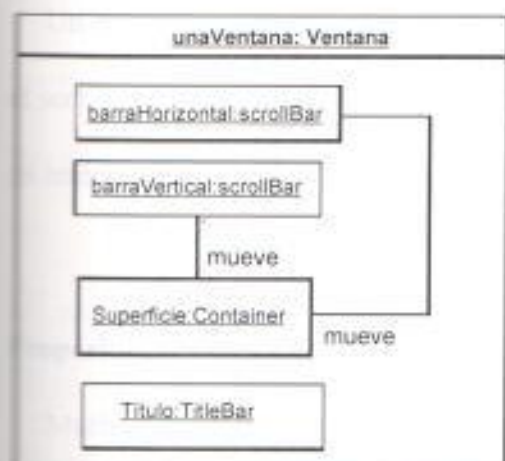 unaVentana: Ventana
barraHorizontal:scrollBar
barraVertical:scrollBar
mueve
Superficie:Container
mueve
Titulo:TitleBar